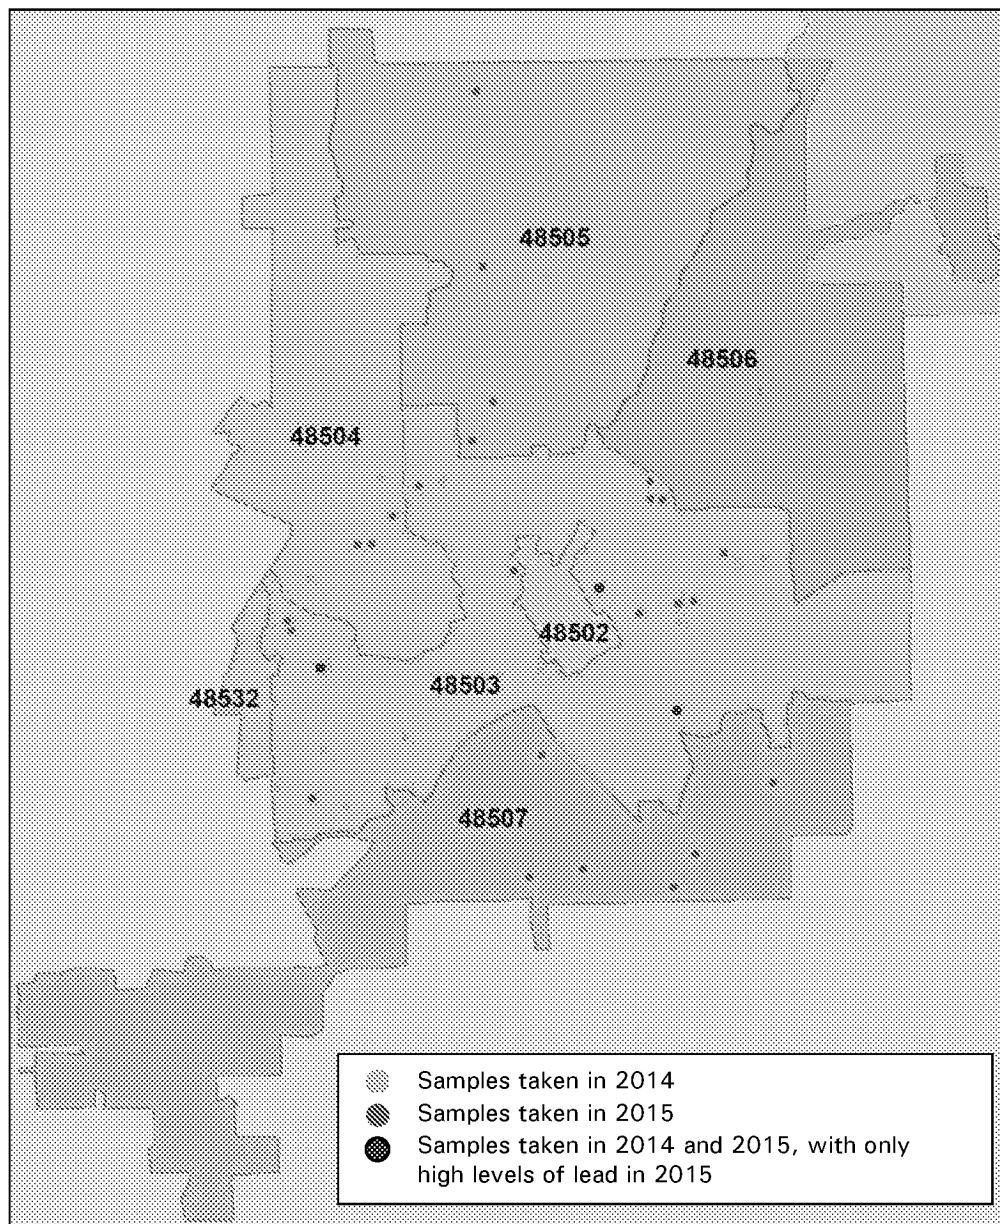 48505
48506
48504
48502
48503
48532
48507
Samples taken in 2014
Samples taken in 2015
Samples taken in 2014 and 2015, with only
high levels of lead in 2015